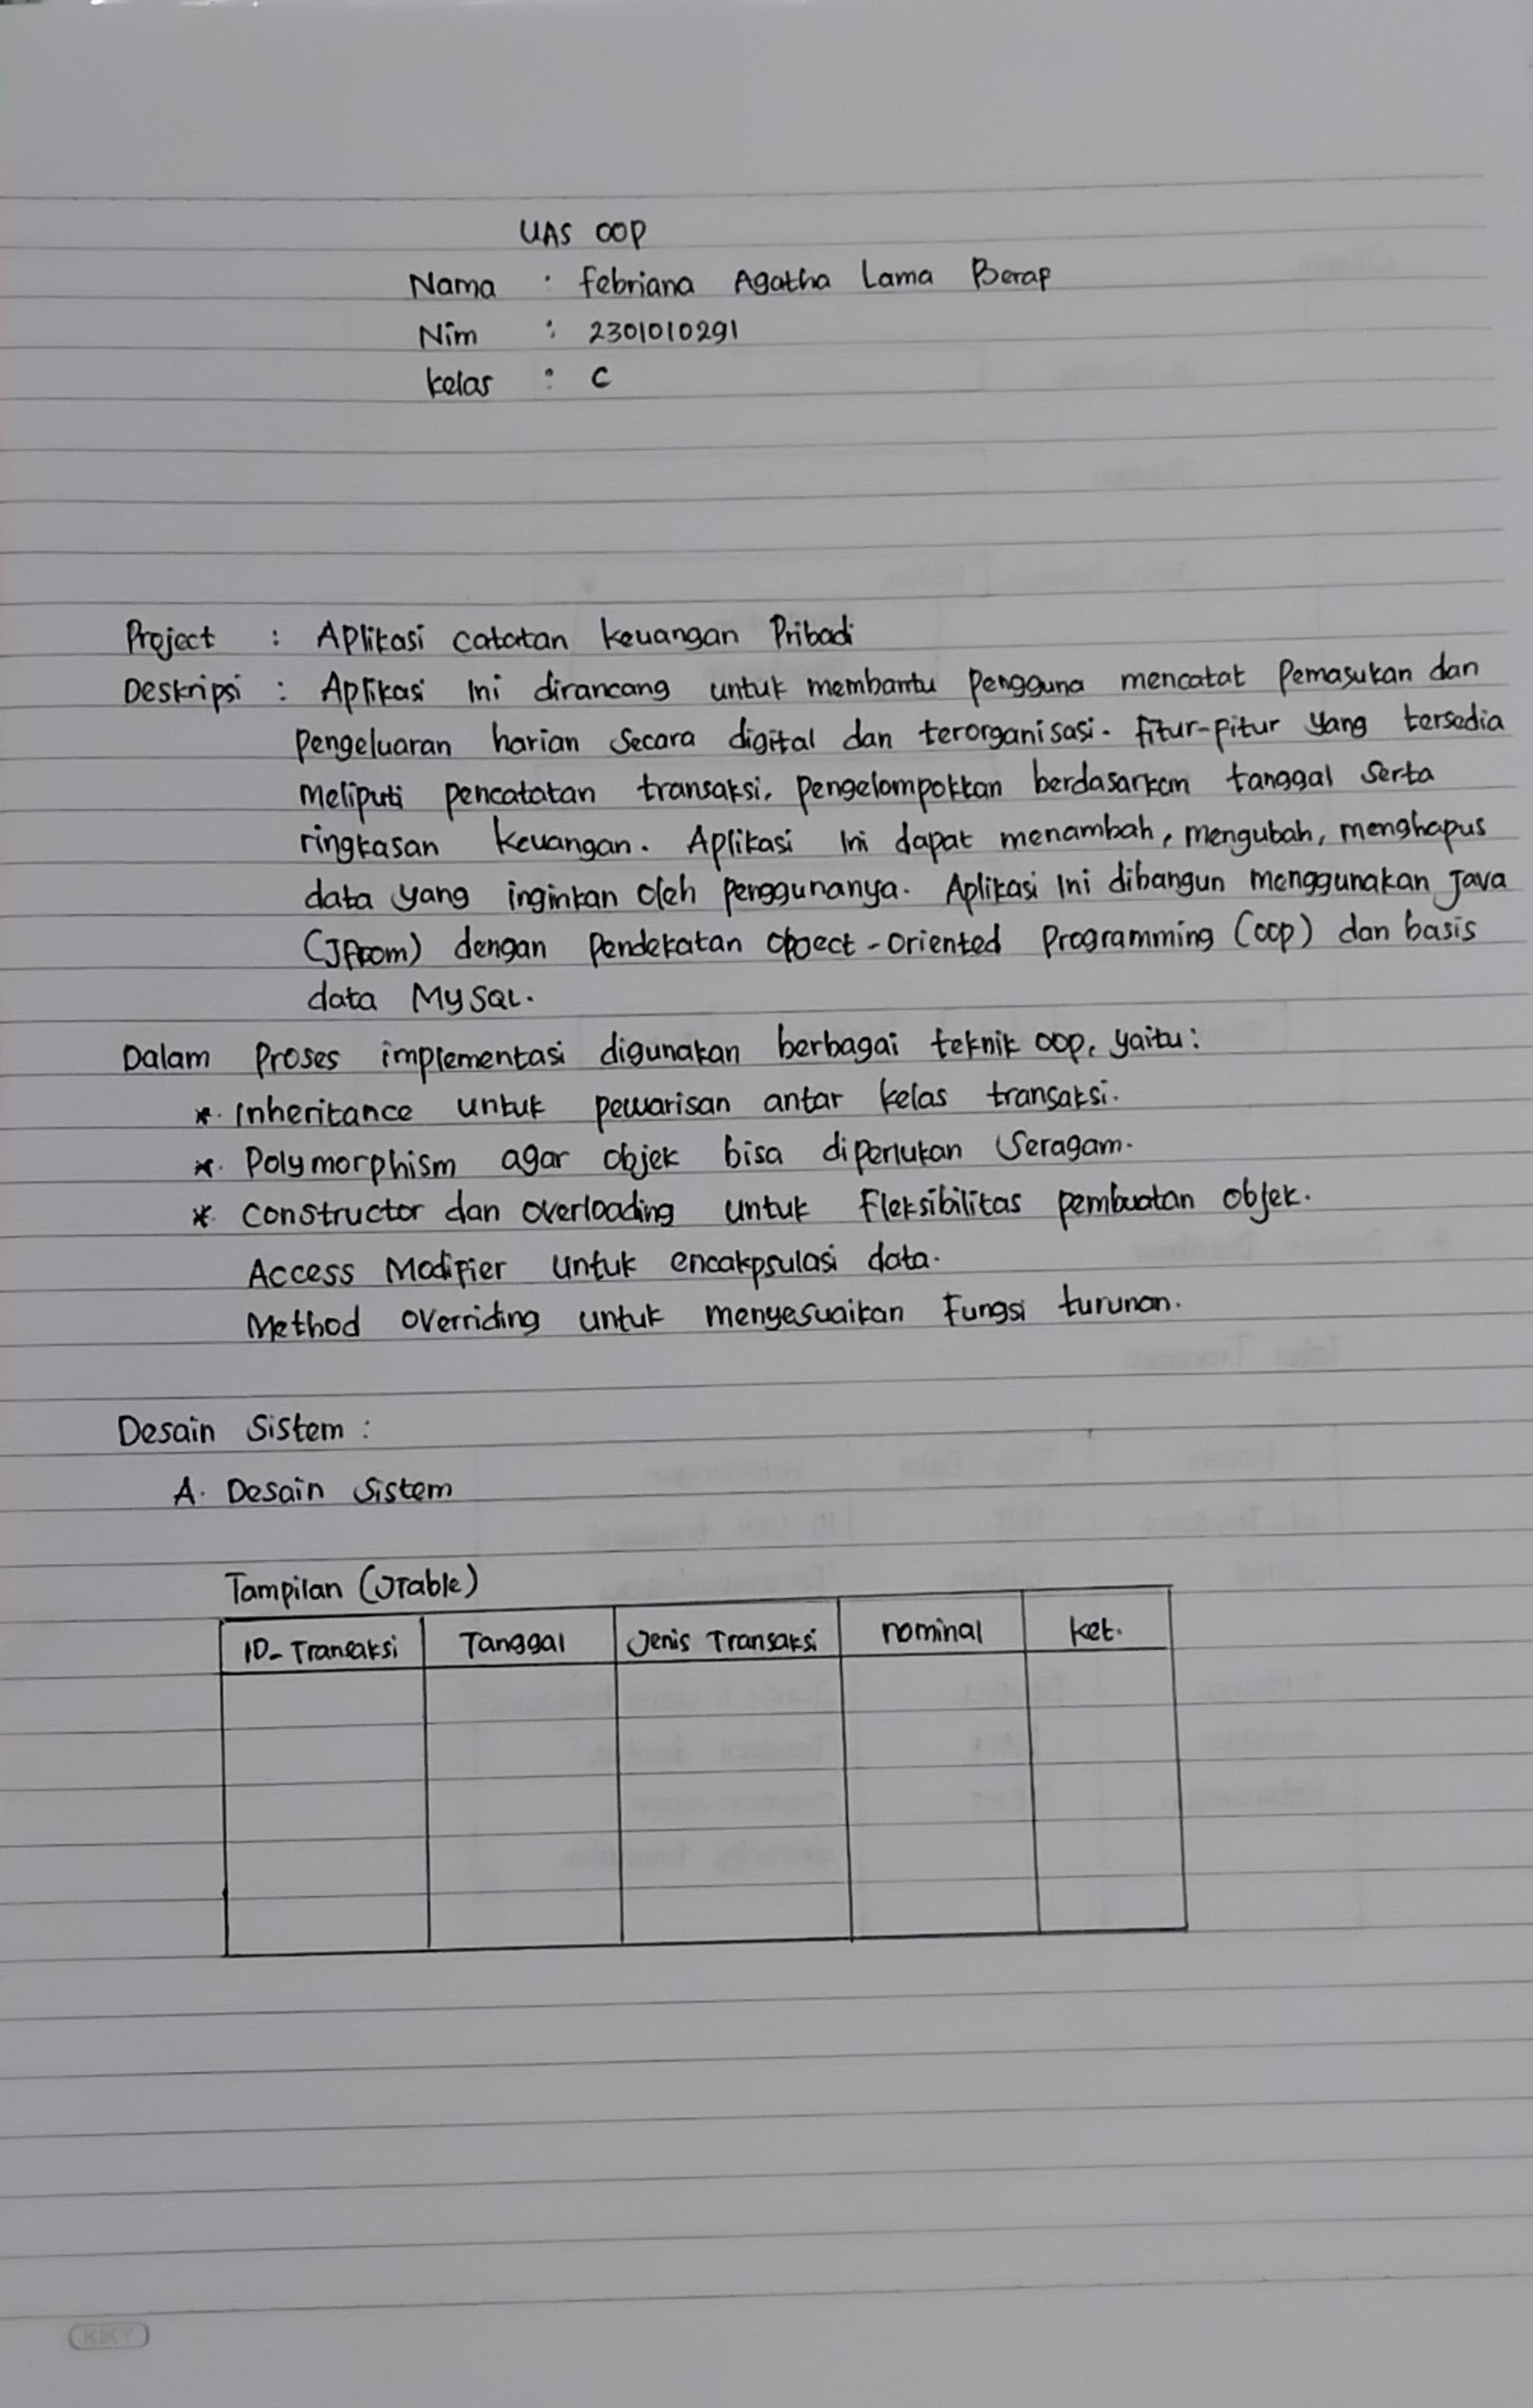 UAS OOP
Nama : Febriana Agatha Lama Berap
Nim : 2301010291
Kelas : C
Project : Aplikasi catatan keuangan Pribadi
Deskripsi : Aplikasi Ini dirancang untuk membantu pengguna mencatat Pemasukan dan
pengeluaran harian secara digital dan terorganisasi. fitur-fitur yang tersedia
meliputi pencatatan transaksi, pengelompokkan berdasarkan tanggal serta
ringkasan keuangan. Aplikasi Ini dapat menambah, mengubah, menghapus
data yang inginkan oleh penggunanya. Aplikasi Ini dibangun menggunakan Java
dengan pendekatan -oriented Programming (OOP) dan basis
data MySQL.
Dalam Proses implementasi digunakan berbagai teknik OOP, yaitu:
*. Inheritance untuk pewarisan antar kelas transaksi.
*. Polymorphism agar objek bisa diperlukan seragam.
* Constructor dan overloading untuk fleksibilitas pembuatan objek.
Access Modifier untuk encakpsulasi data.
Method overriding untuk menyesuaikan fungsi turunan.
Desain Sistem :
A. Desain Sistem
Tampilan (JTable)
ID_Transaksi Tanggal Jenis Transaksi nominal ket.
KIKY